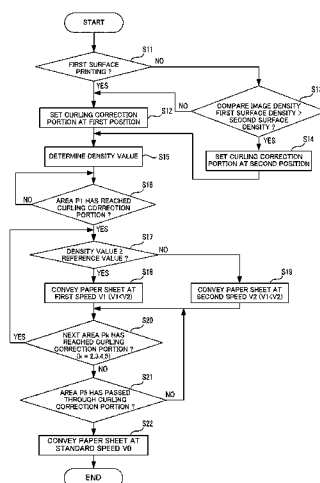 START
S11
FIRST SURFACE
PRINTING ?
NO
YES
S12
SET CURLING CORRECTION
PORTION AT FIRST POSITION
S13
COMPARE IMAGE DENSITY
FIRST SURFACE DENSITY >
SECOND SURFACE
DENSITY ?
NO
YES
S14
SET CURLING CORRECTION
PORTION AT SECOND POSITION
DETERMINE DENSITY VALUE
S15
S16
AREA P1 HAS REACHED
CURLING CORRECTION
PORTION ?
NO
YES
S17
DENSITY VALUE ≥
REFERENCE VALUE ?
NO
YES
S18
CONVEY PAPER SHEET AT
FIRST SPEED V1 (V1<V2)
S19
CONVEY PAPER SHEET AT
SECOND SPEED V2 (V1<V2)
S20
NEXT AREA Pk HAS
REACHED CURLING
CORRECTION PORTION ?
(k = 2,3,4,5)
YES
NO
S21
AREA P5 HAS PASSED
THROUGH CURLING
CORRECTION PORTION ?
NO
YES
S22
CONVEY PAPER SHEET AT
STANDARD SPEED V0
END